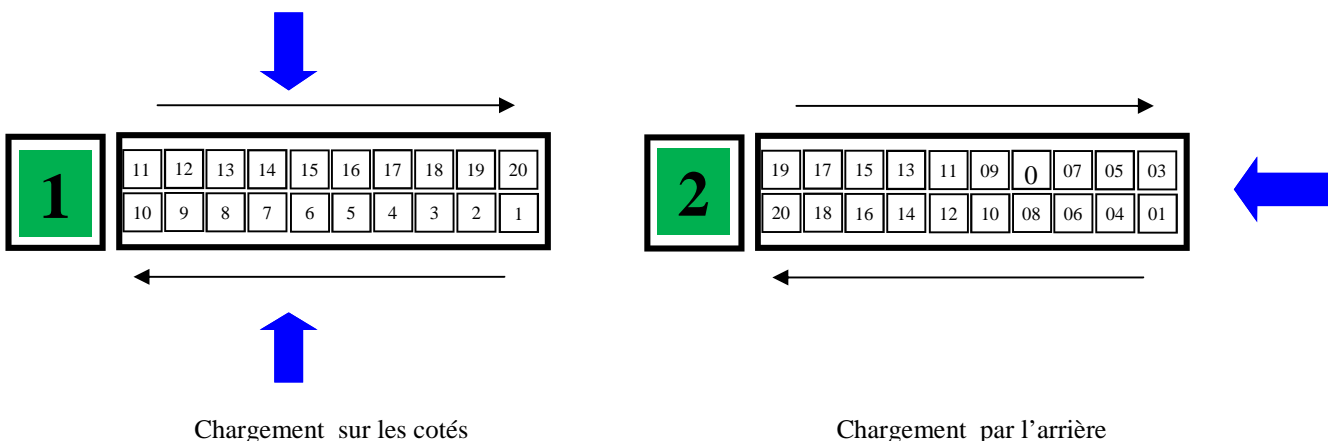 1
11 12 13 14 15 16 17 18 19 20
10 9 8 7 6 5 4 3 2 1
Chargement sur les cotés
2
19 17 15 13 11 09 0 07 05 03
20 18 16 14 12 10 08 06 04 01
Chargement par l'arrière